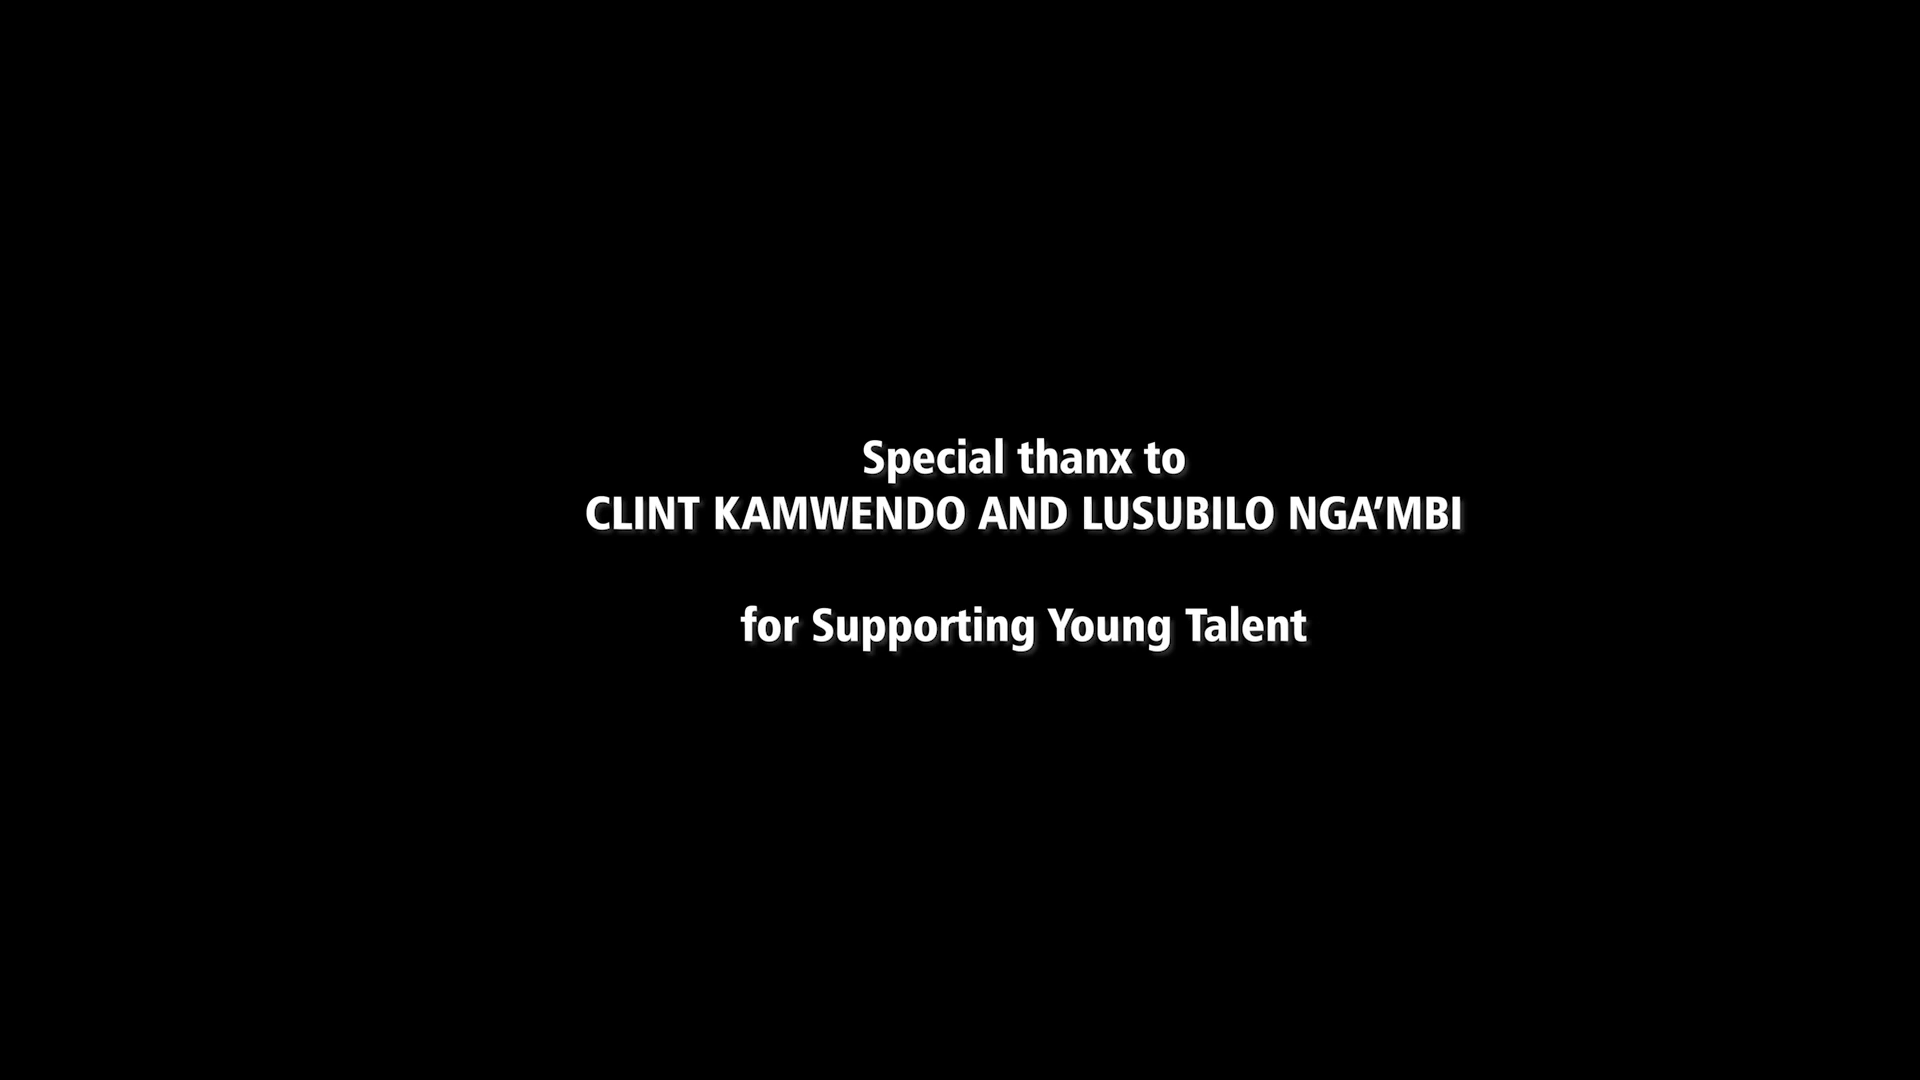 Special thanx to
CLINT KAMWENDO AND LUSUBILO NGA’MBI
for Supporting Young Talent